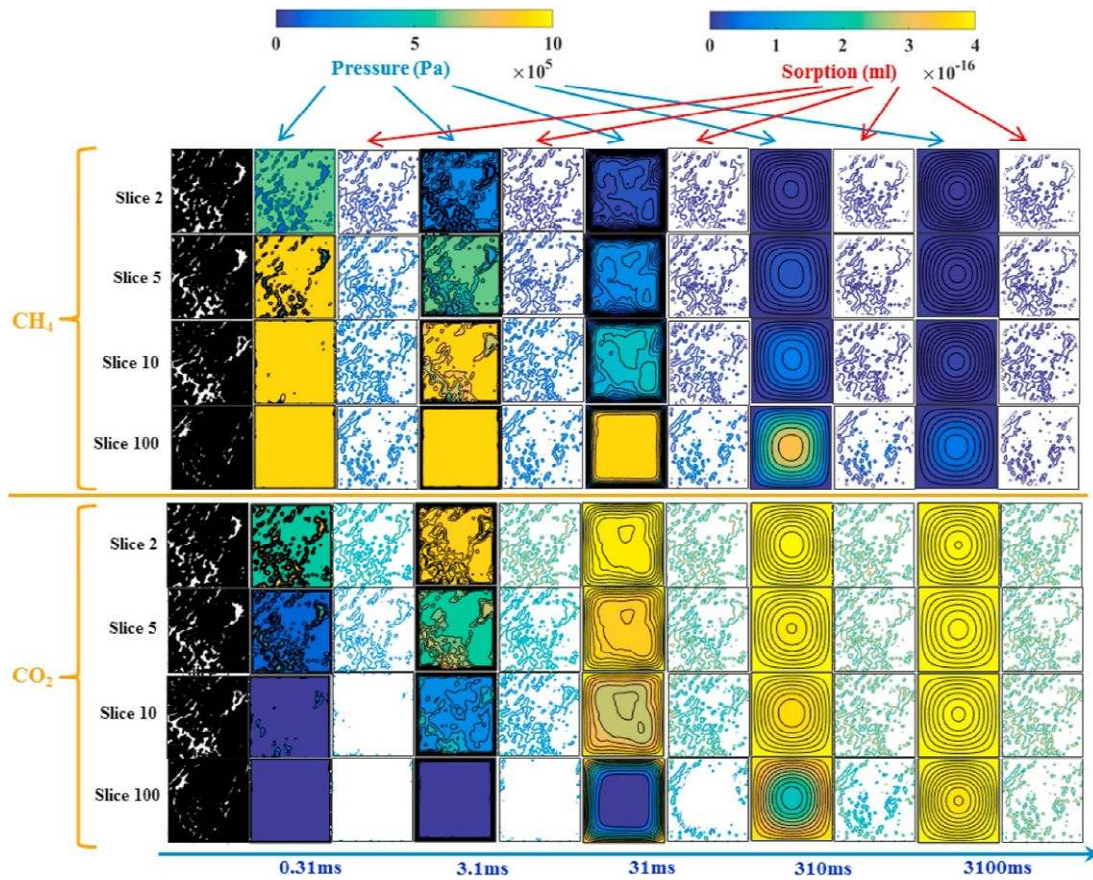 0 5 10
Pressure (Pa) ×10⁵
0 1 2 3 4
Sorption (ml) ×10⁻¹⁶
CH₄
Slice 2
Slice 5
Slice 10
Slice 100
CO₂
Slice 2
Slice 5
Slice 10
Slice 100
0.31ms 3.1ms 31ms 310ms 3100ms